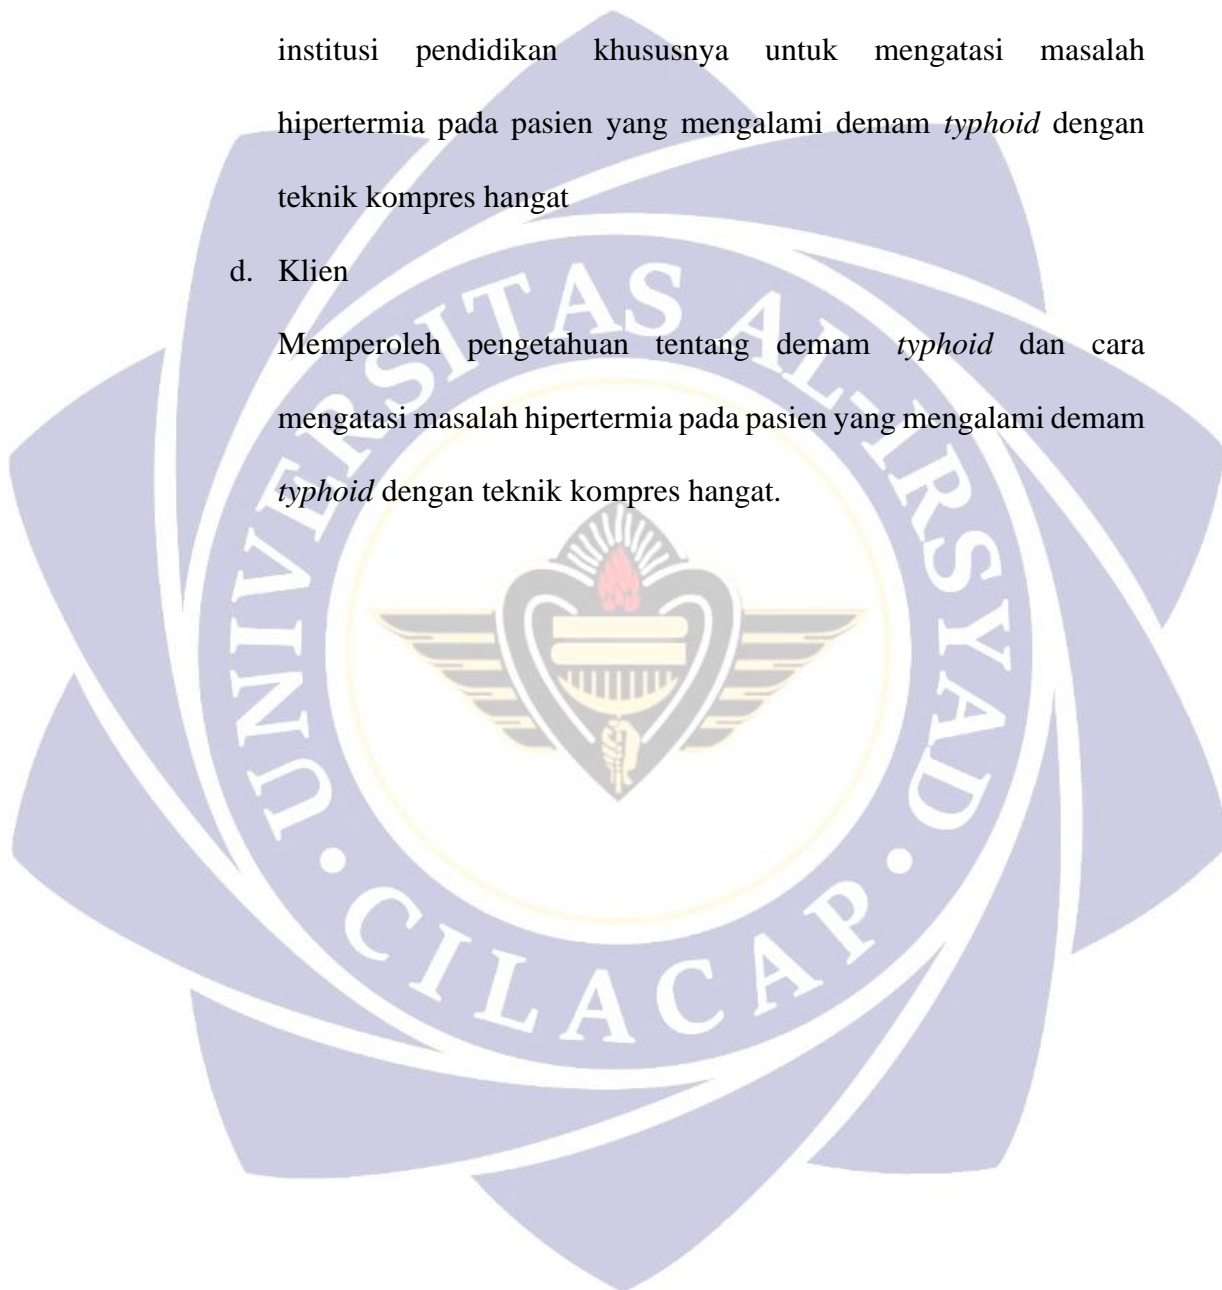 institusi pendidikan khususnya untuk mengatasi masalah
hipertermia pada pasien yang mengalami demam typhoid dengan
teknik kompres hangat
d. Klien
Memperoleh pengetahuan tentang demam typhoid dan cara
mengatasi masalah hipertermia pada pasien yang mengalami demam
typhoid dengan teknik kompres hangat.
UNIVERSITAS AL-IRSYAD
CILACAP